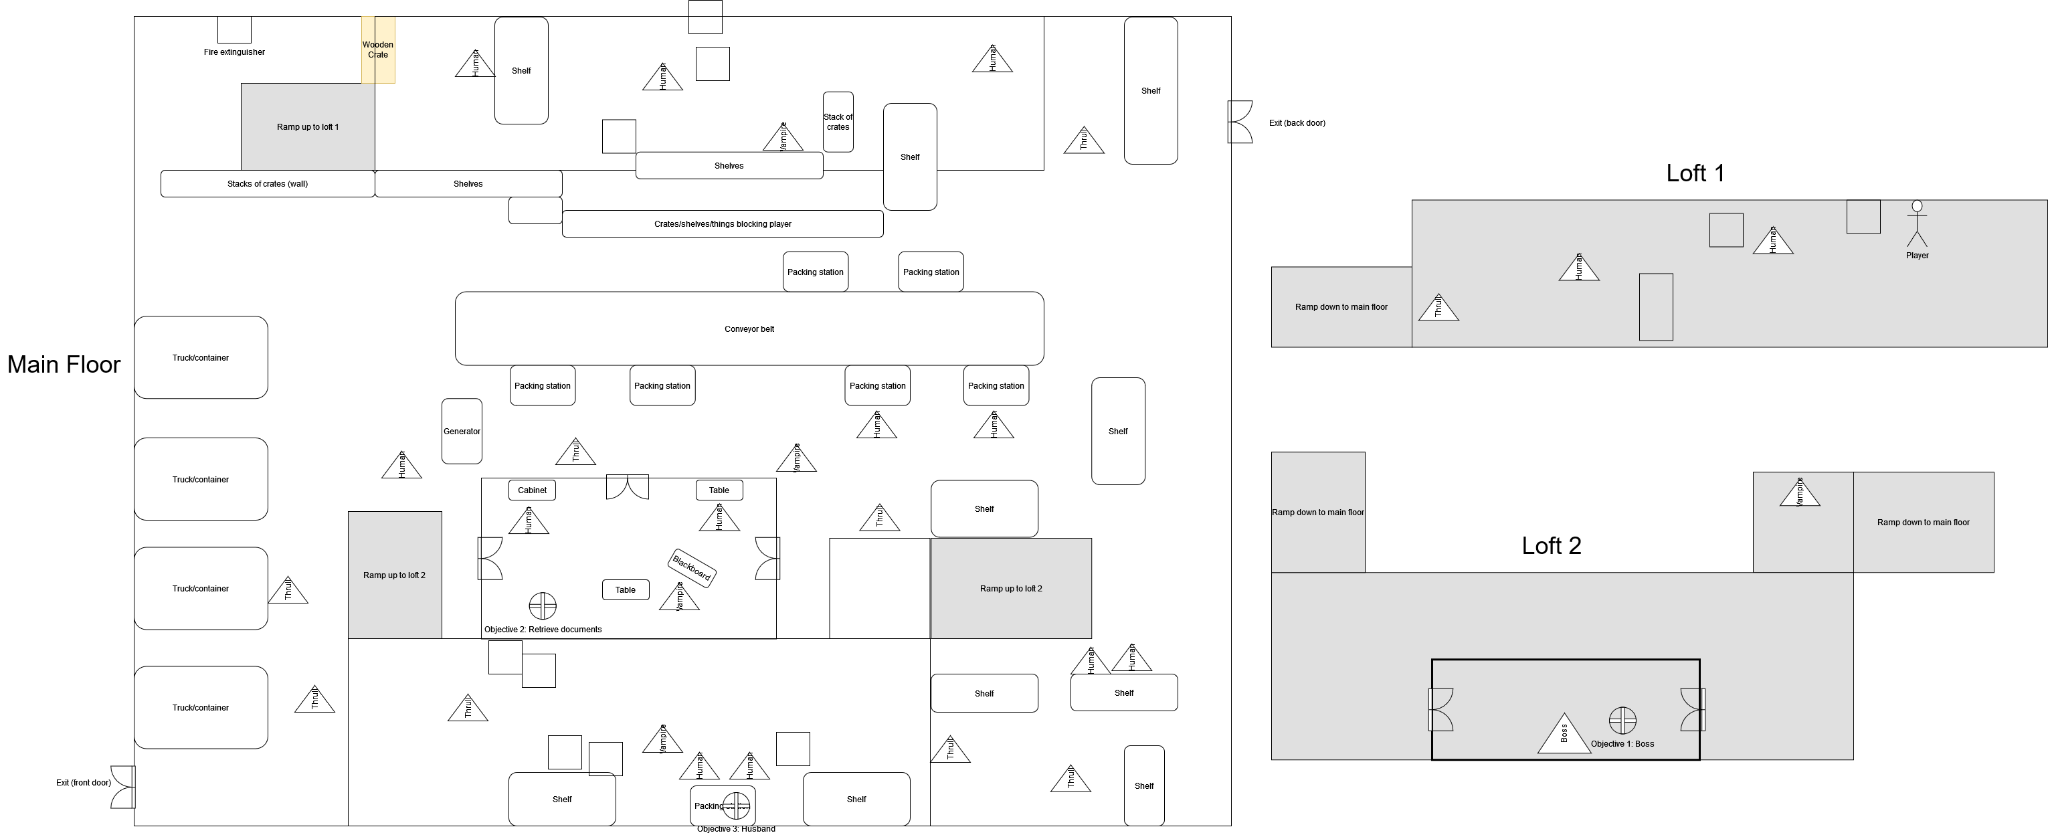 Main Floor
Fire extinguisher
Wooden
Crate
Human
Shelf
Human
Human
Shelf
Ramp up to loft 1
Vampire
Stack of
crates
Shelf
Thrull
Exit (back door)
Shelves
Stacks of crates (wall)
Shelves
Crates/shelves/things blocking player
Packing station
Packing station
Conveyor belt
Truck/container
Packing station
Packing station
Packing station
Packing station
Generator
Human
Human
Shelf
Truck/container
Human
Thrull
Vampire
Cabinet
Table
Human
Human
Thrull
Shelf
Blackboard
Ramp up to loft 2
Table
Vampire
Ramp up to loft 2
Truck/container
Thrull
Objective 2: Retrieve documents
Human
Human
Shelf
Shelf
Truck/container
Thrull
Thrull
Vampire
Human
Human
Thrull
Thrull
Exit (front door)
Shelf
Packing
Shelf
Shelf
Objective 3: Husband
Loft 1
Human
Human
Player
Ramp down to main floor
Thrull
Loft 2
Ramp down to main floor
Vampire
Ramp down to main floor
Boss
Objective 1: Boss